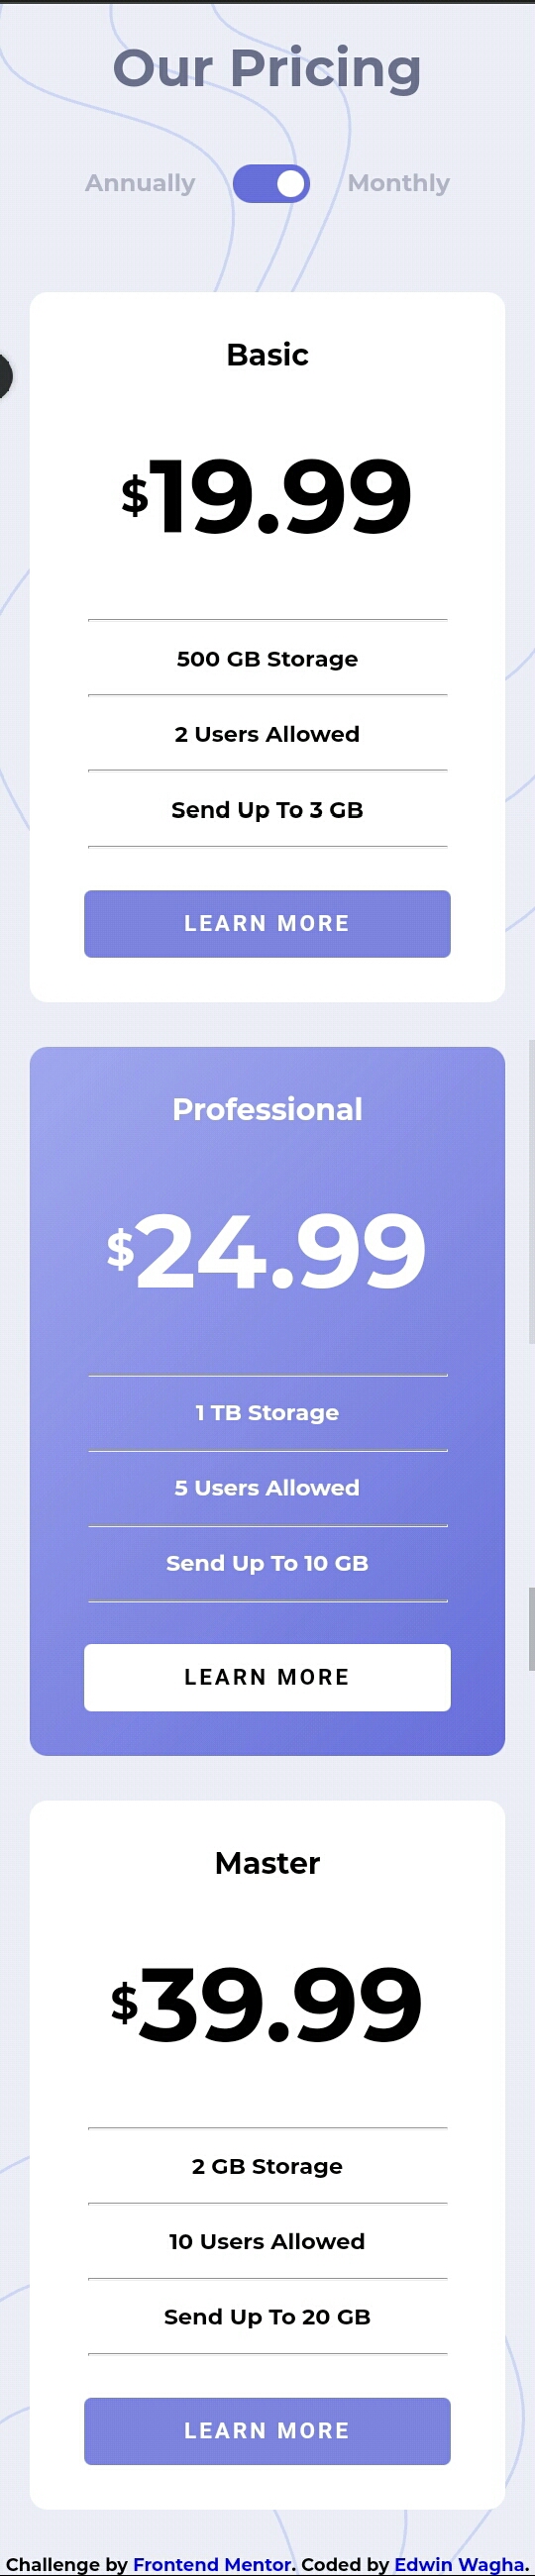 Our Pricing
Annually Monthly
Basic
$19.99
500 GB Storage
2 Users Allowed
Send Up To 3 GB
LEARN MORE
Professional
$24.99
1 TB Storage
5 Users Allowed
Send Up To 10 GB
LEARN MORE
Master
$39.99
2 GB Storage
10 Users Allowed
Send Up To 20 GB
LEARN MORE
Challenge by Frontend Mentor. Coded by Edwin Wagha.